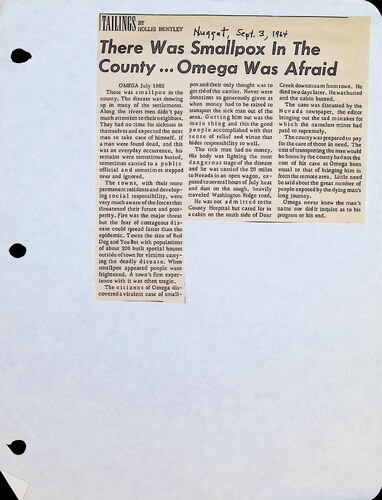 TAILINGS BY
HOLLIS BENTLEY
Nugget, Sept. 3, 1964
There Was Smallpox In The
County ... Omega Was Afraid
OMEGA July 1862
There was smallpox in the
county. The disease was showing
up in many of the settlements.
Along the rivers men didn't pay
much attention to their neighbors.
They had no time for sickness in
themselves and expected the next
man to take care of himself. If
a man were found dead, and this
was an everyday occurrence, his
remains were sometimes buried,
sometimes carried to a public
official and sometimes stepped
over and ignored.
The towns, with their more
permanent residents and develop-
ing social responsibility, were
very much aware of the forces that
threatened their future and pros-
perity. Fire was the major threat
but the fear of contagious dis-
ease could spread faster than the
epidemic. Towns the size of Red
Dog and You Bet with populations
of about 200 built special houses
outside of town for victims carry-
ing the deadly disease. When
smallpox appeared people were
frightened. A town's first exper-
ience with it was often tragic.
The citizens of Omega dis-
covered a virulent case of small-
pox and their only thought was to
get rid of the carrier. Never were
donations so generously given as
when money had to be raised to
transport the sick man out of the
area. Getting him out was the
main thing and this the good
people accomplished with that
sense of relief and virtue that
hides responsibility so well.
The sick man had no money.
His body was fighting the most
dangerous stage of the disease
and he was carried the 20 miles
to Nevada in an open wagon, ex-
posed to several hours of July heat
and dust on the rough, heavily
traveled Washington Ridge road.
He was not admitted to the
County Hospital but cared for in
a cabin on the south side of Deer
Creek downstream from town. He
died two days later. He was buried
and the cabin burned.
The case was discussed by the
Nevada newspaper, the editor
bringing out the sad mistakes for
which the nameless miner had
paid so supremely.
The county was prepared to pay
for the care of those in need. The
cost of transporting the man would
be borne by the county had not the
cost of his care at Omega been
equal to that of bringing him in
from the remote area. Little need
be said about the great number of
people exposed by the dying man's
long journey.
Omega never knew the man's
name nor did it inquire as to his
progress or his end.